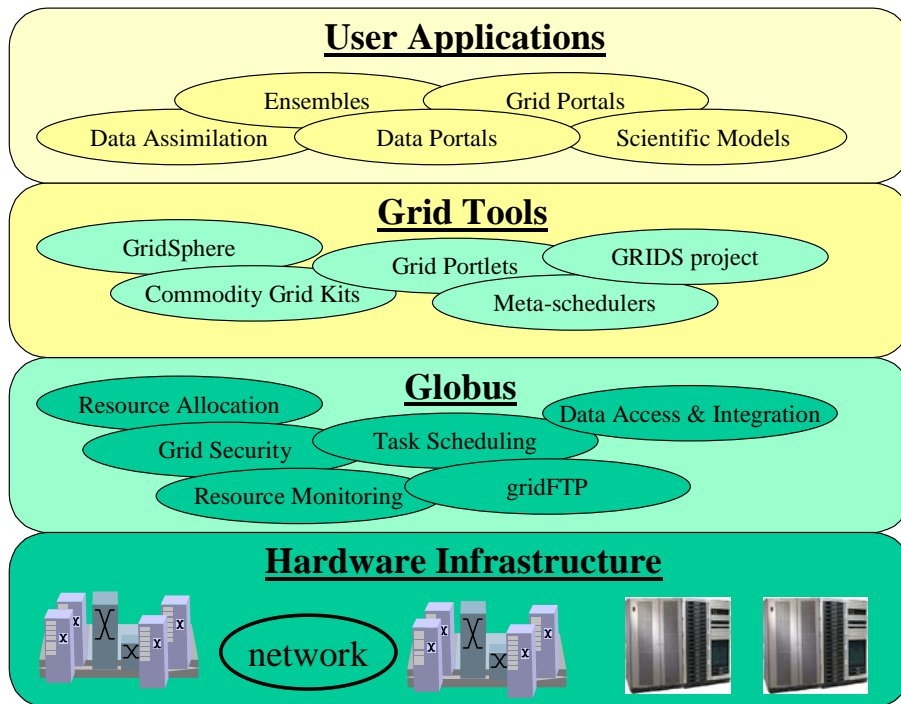 User Applications
Ensembles
Grid Portals
Data Assimilation
Data Portals
Scientific Models
Grid Tools
GridSphere
Grid Portlets
GRIDS project
Commodity Grid Kits
Meta-schedulers
Globus
Resource Allocation
Data Access & Integration
Grid Security
Task Scheduling
Resource Monitoring
gridFTP
Hardware Infrastructure
network